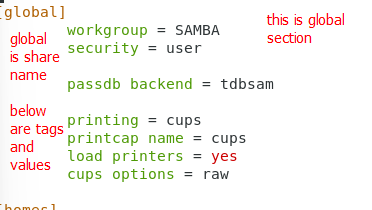 [global]
workgroup = SAMBA
security = user
passdb backend = tdbsam
printing = cups
printcap name = cups
load printers = yes
cups options = raw
[homes]
this is global
section
global
is share
name
below
are tags
and
values